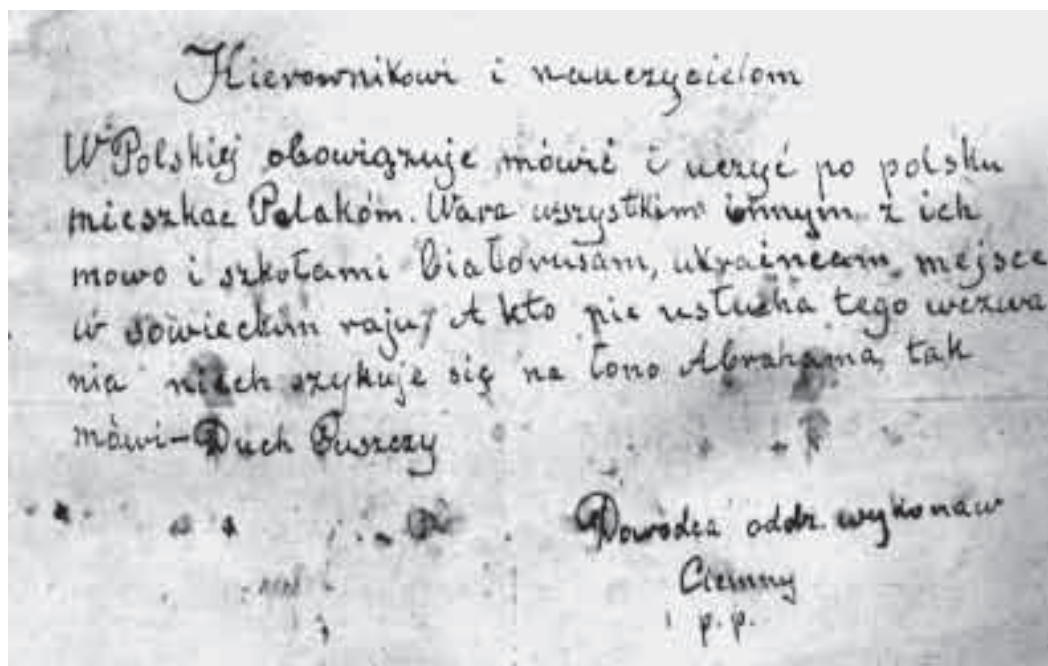 Kierownikowi i nauczycielom
W Polskiej obowiązuje mówić i uczyć po polsku
mieszkac Polakóm. Wara wszystkim innym z ich
mowo i szkołami białorusam, ukraincam mejsce
w sowieckim raju, A kto nie usłucha tego wezwa
nia niech szykuje się na łono Abrahama, tak
mówi – Duch Puszczy
Dowodca oddz. wykonaw
Ciemny
p.p.